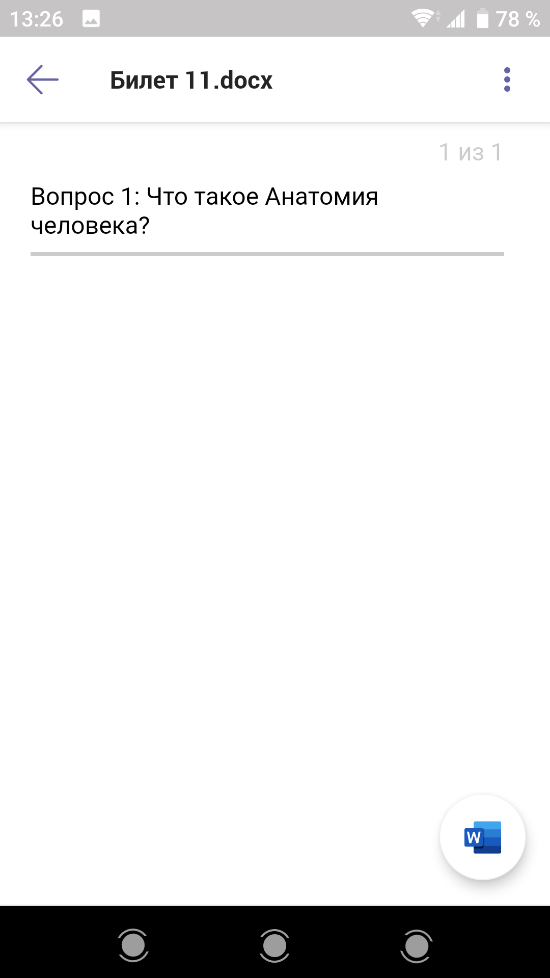 13:26
78 %
Билет 11.docx
1 из 1
Вопрос 1: Что такое Анатомия
человека?
W